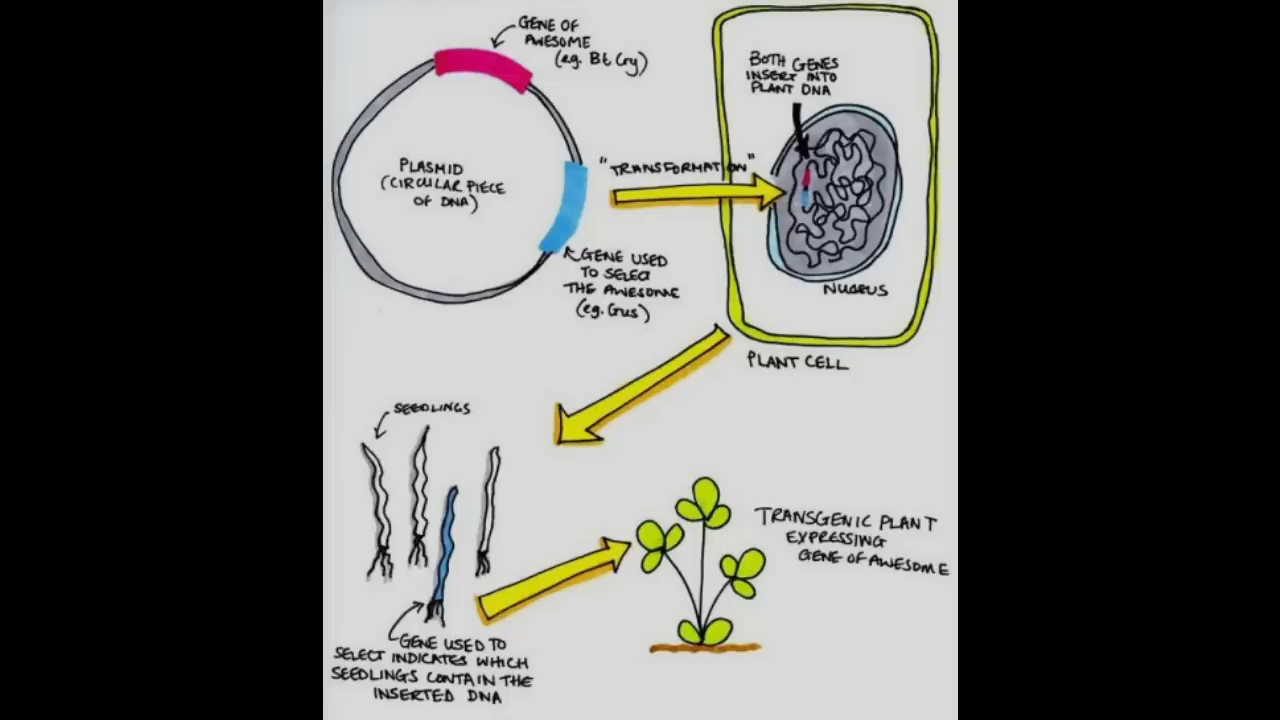 GENE OF
AWESOME
(eg. Bt Cry)
PLASMID
(CIRCULAR PIECE
OF DNA)
"TRANSFORMATION"
BOTH GENES
INSERT INTO
PLANT DNA
GENE USED
TO SELECT
THE AWESOME
(eg. Gus)
NUCLEUS
PLANT CELL
SEEDLINGS
TRANSGENIC PLANT
EXPRESSING
GENE OF AWESOME
GENE USED TO
SELECT INDICATES WHICH
SEEDLINGS CONTAIN THE
INSERTED DNA